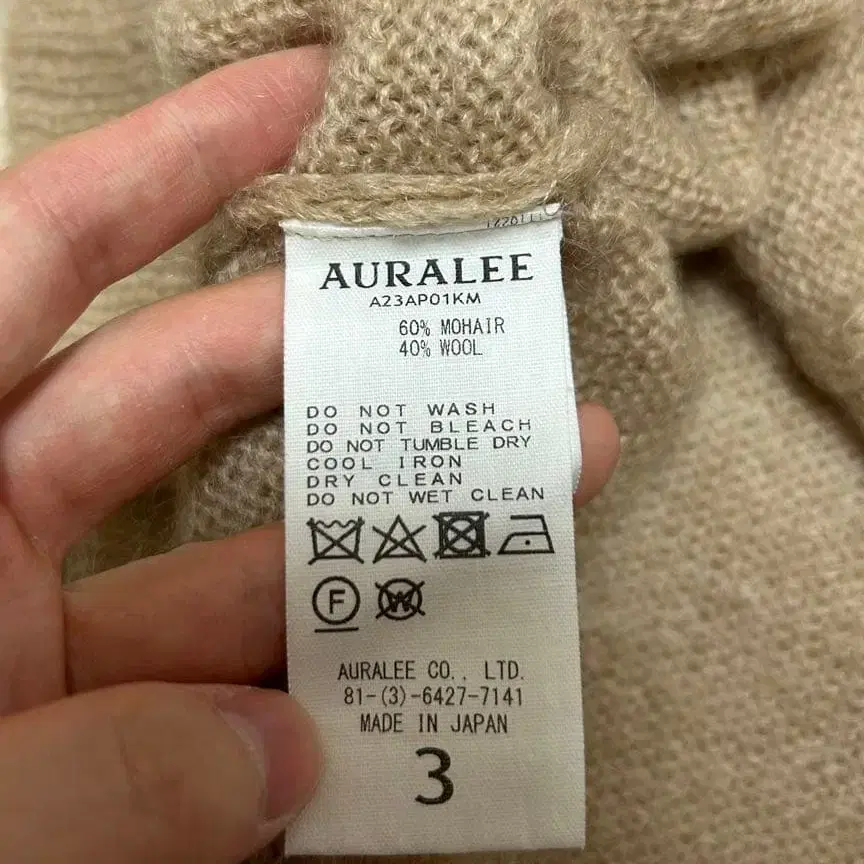 AURALEE
A23AP01KM
60% MOHAIR
40% WOOL
DO NOT WASH
DO NOT BLEACH
DO NOT TUMBLE DRY
COOL IRON
DRY CLEAN
DO NOT WET CLEAN
F W
AURALEE CO., LTD.
81-(3)-6427-7141
MADE IN JAPAN
3